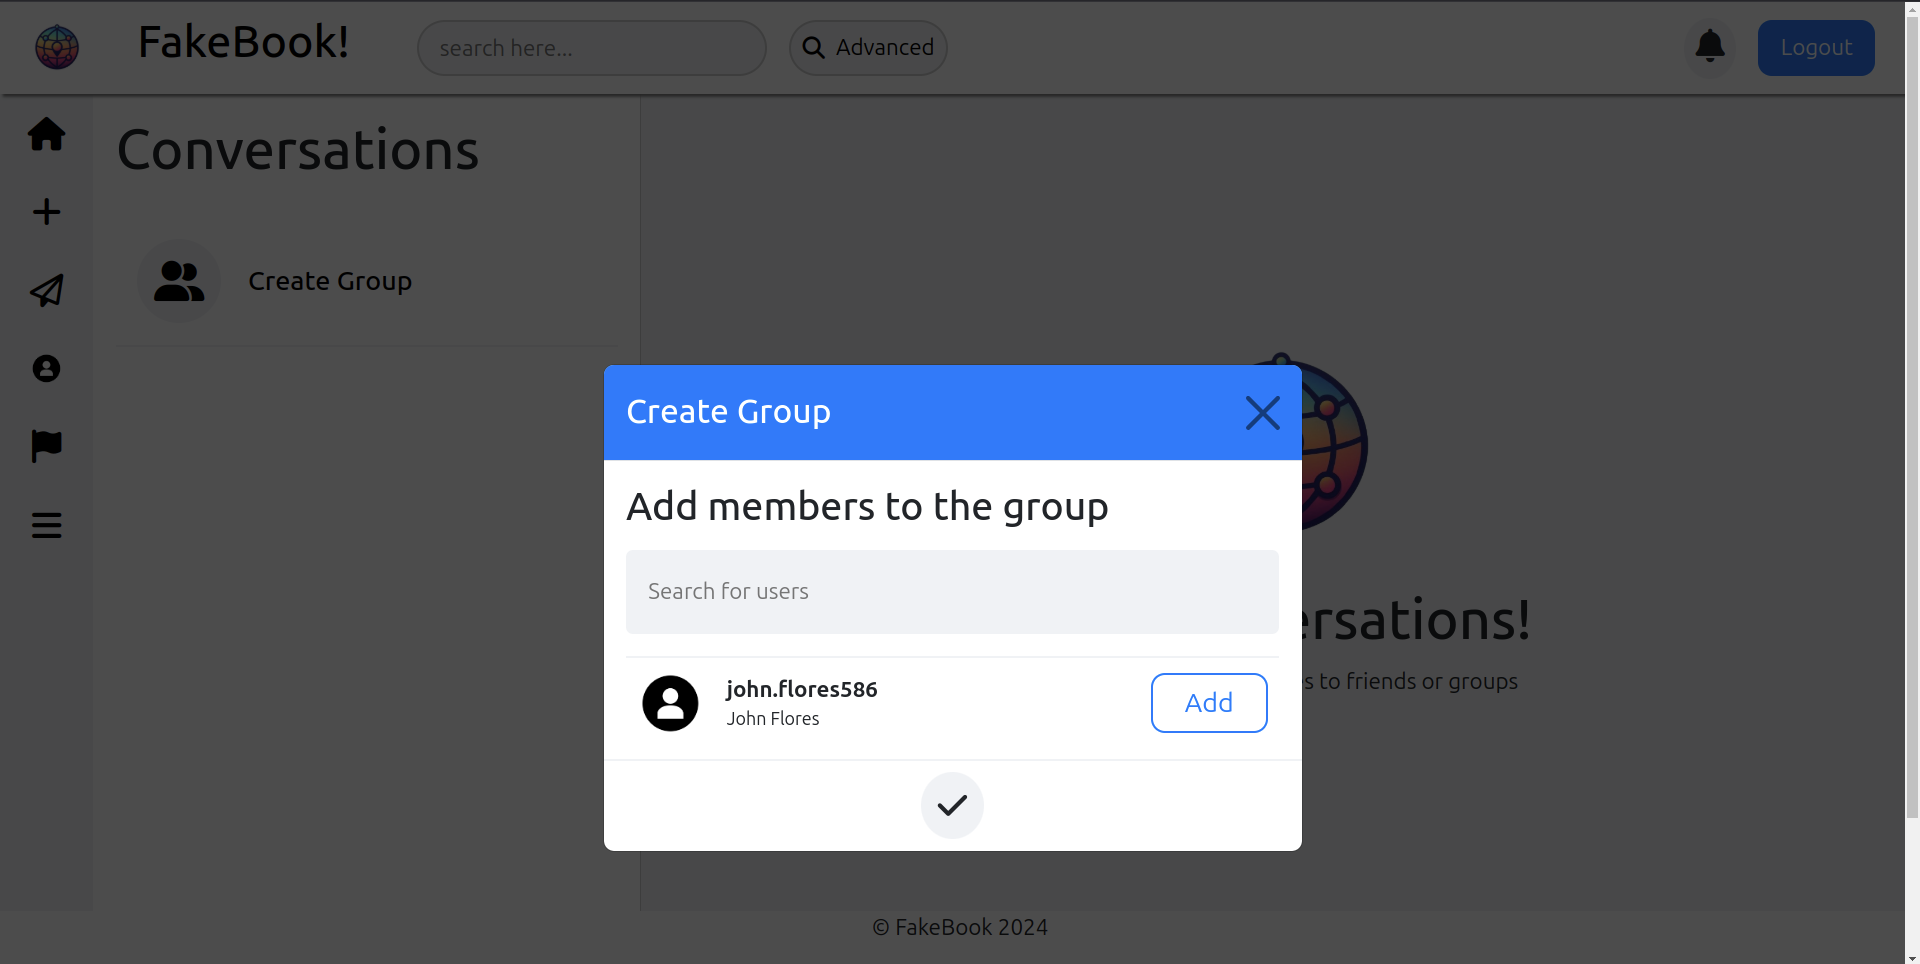 FakeBook!
search here...
Advanced
Logout
Conversations
Create Group
Create Group
Add members to the group
Search for users
john.flores586
John Flores
Add
ersations!
s to friends or groups
© FakeBook 2024